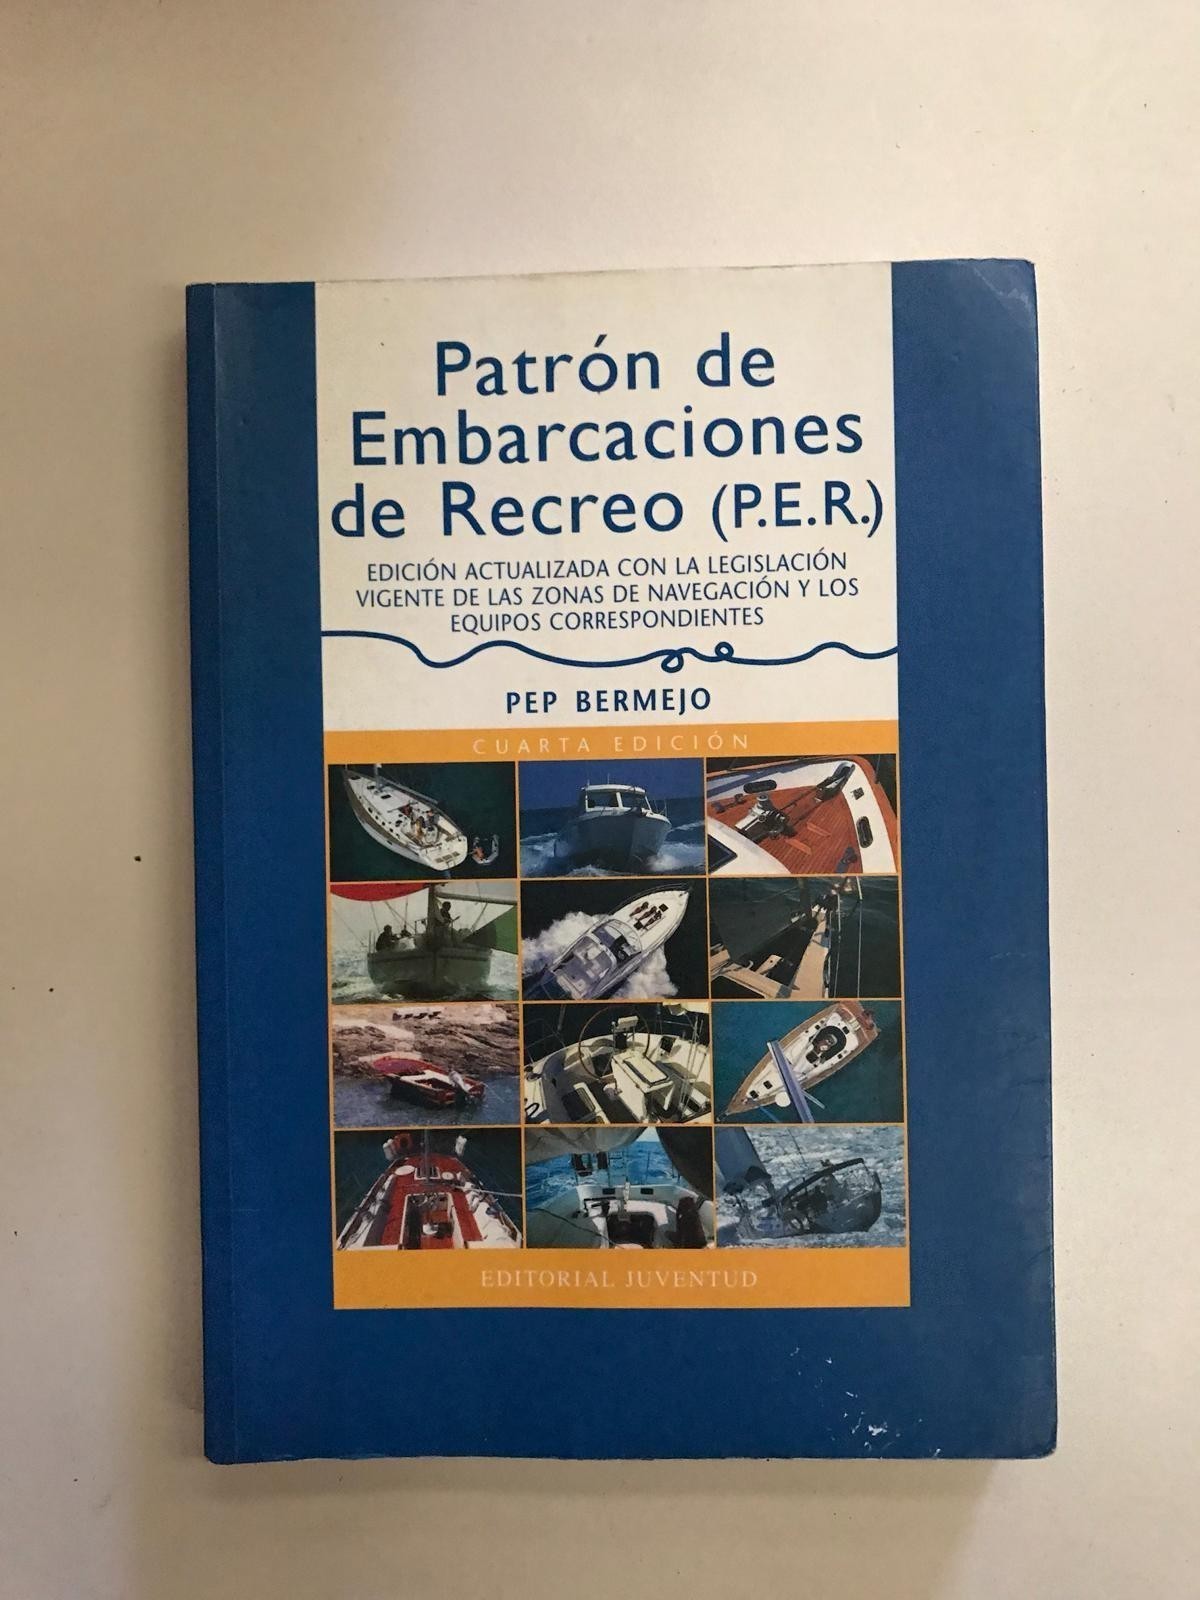 Patrón de
Embarcaciones
de Recreo (P.E.R.)
EDICIÓN ACTUALIZADA CON LA LEGISLACIÓN
VIGENTE DE LAS ZONAS DE NAVEGACIÓN Y LOS
EQUIPOS CORRESPONDIENTES
PEP BERMEJO
CUARTA EDICIÓN
EDITORIAL JUVENTUD